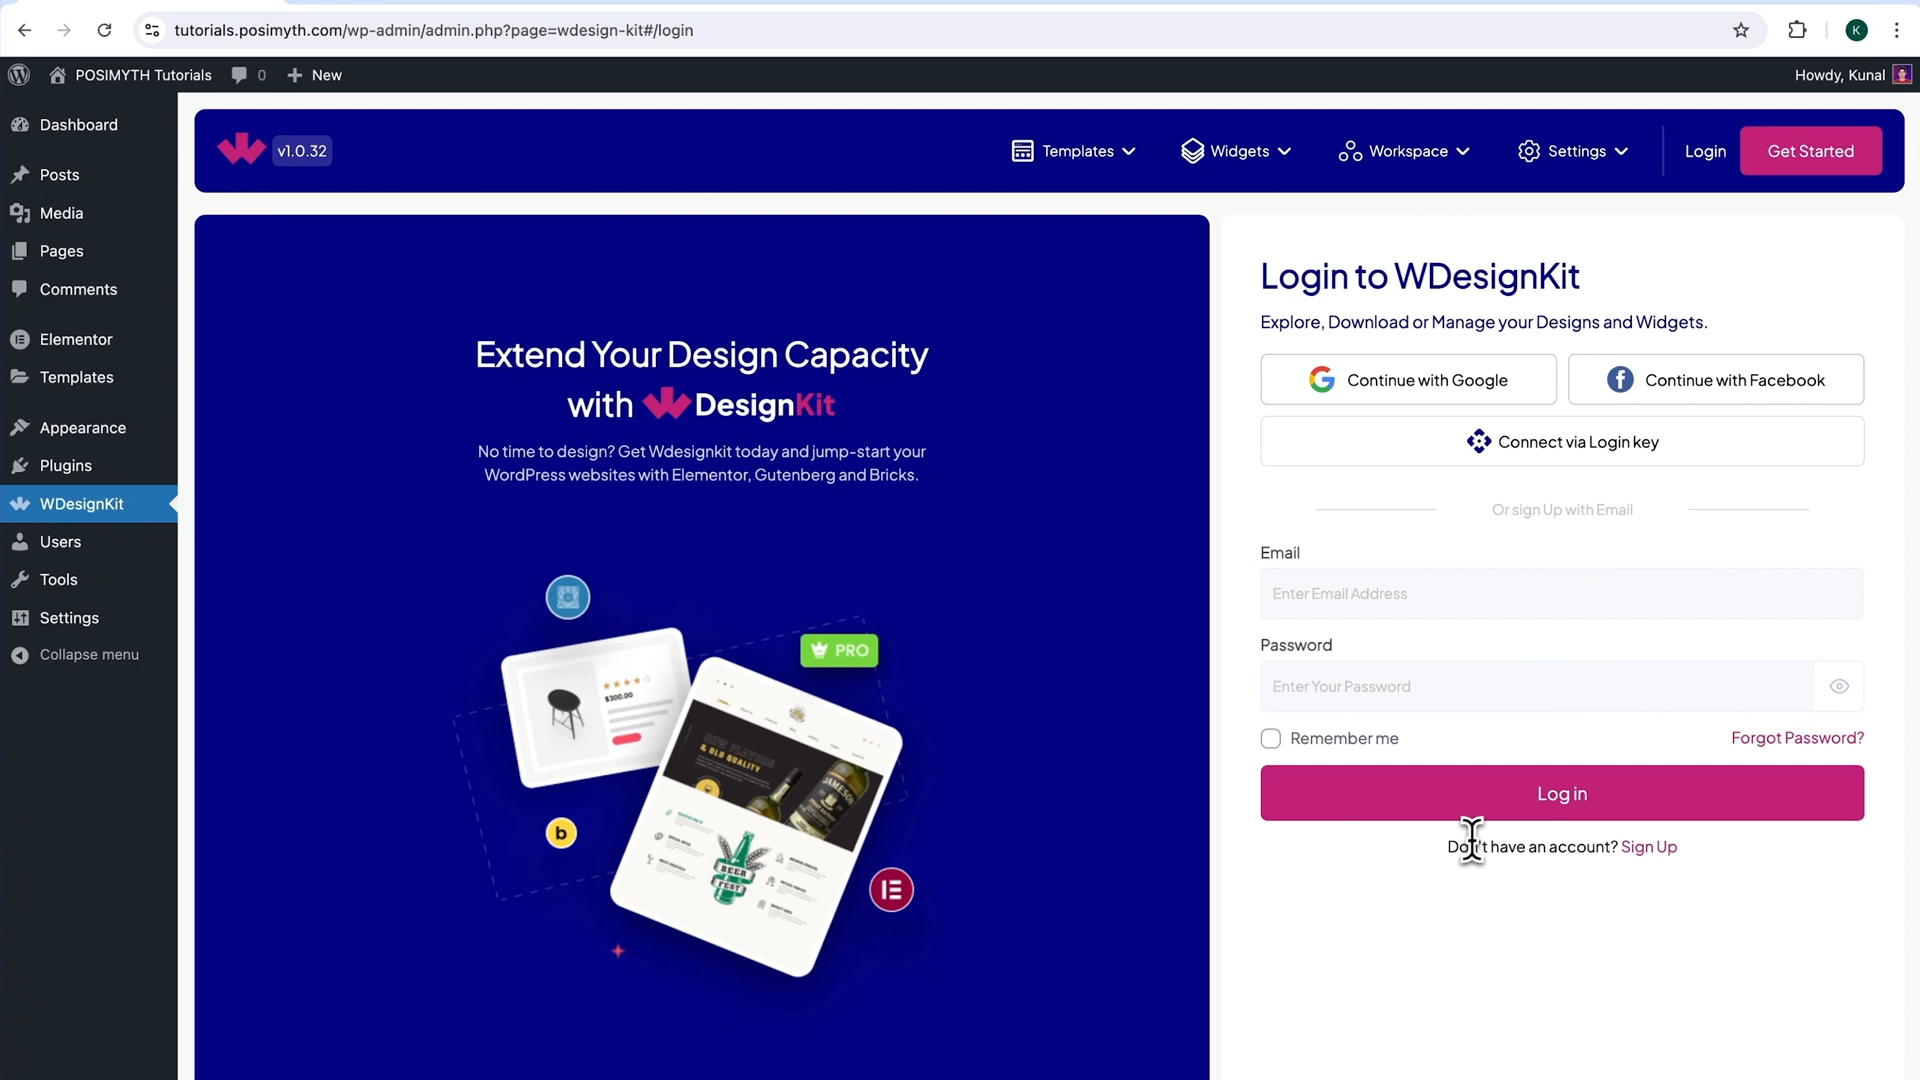 tutorials.posimyth.com/wp-admin/admin.php?page=wdesign-kit#/login
K
POSIMYTH Tutorials
0
New
Howdy, Kunal
Dashboard
Posts
Media
Pages
Comments
Elementor
Templates
Appearance
Plugins
WDesignKit
Users
Tools
Settings
Collapse menu
v1.0.32
Templates
Widgets
Workspace
Settings
Login
Get Started
Extend Your Design Capacity
with WDesignKit
No time to design? Get Wdesignkit today and jump-start your
WordPress websites with Elementor, Gutenberg and Bricks.
PRO
$300.00
& OLD QUALITY
JAMESON
BEER
FEST
b
Login to WDesignKit
Explore, Download or Manage your Designs and Widgets.
Continue with Google
Continue with Facebook
Connect via Login key
Or sign Up with Email
Email
Enter Email Address
Password
Enter Your Password
Remember me
Forgot Password?
Log in
Don't have an account? Sign Up